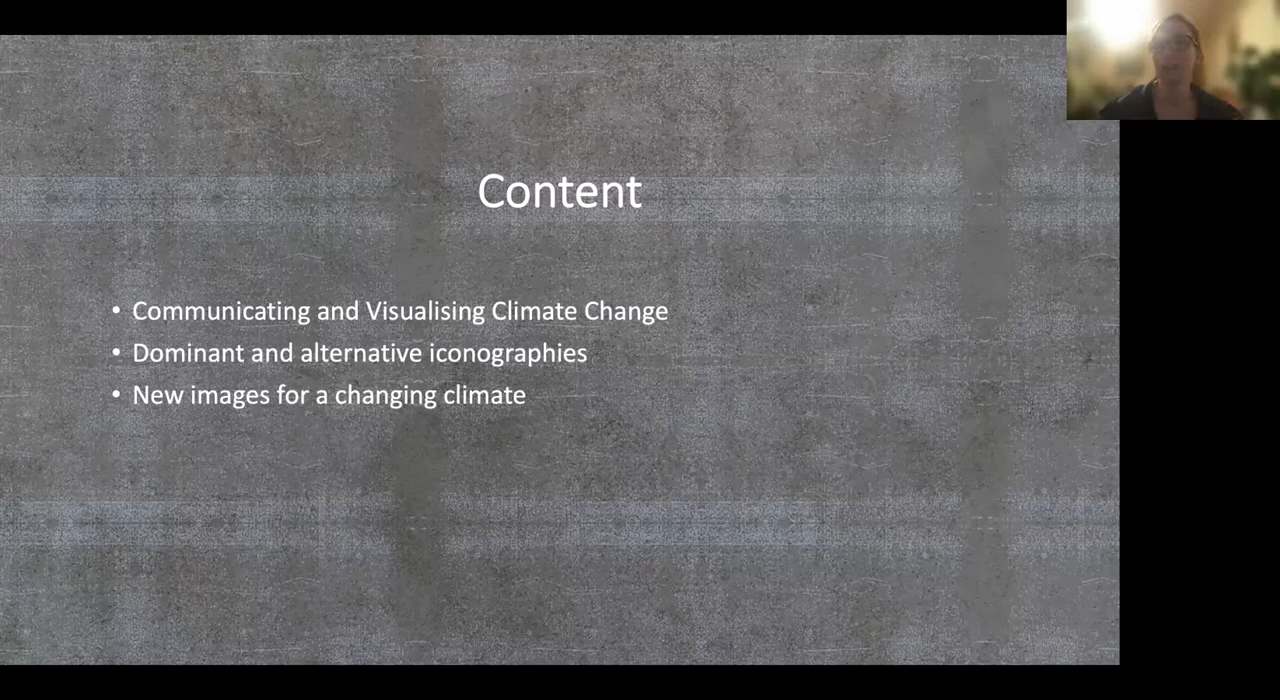 Content
• Communicating and Visualising Climate Change
• Dominant and alternative iconographies
• New images for a changing climate